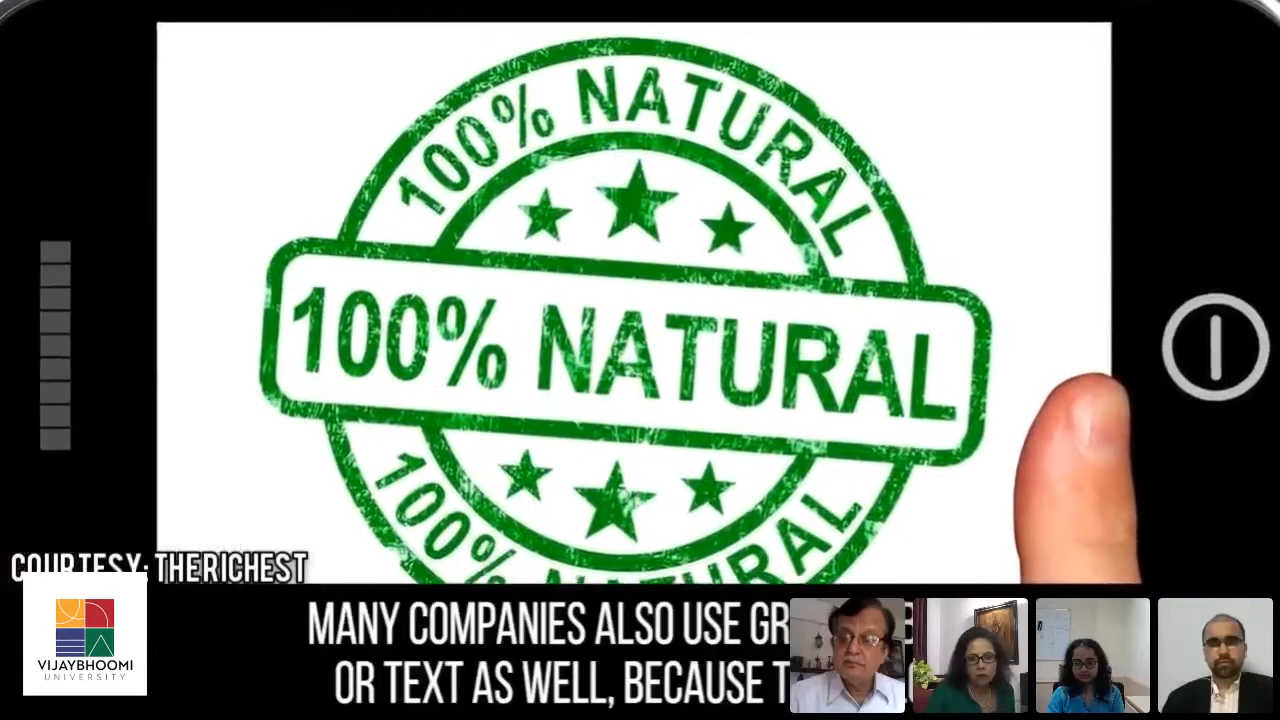 100% NATURAL
100% NATURAL
100% NATURAL
COURTESY: THERICHEST
MANY COMPANIES ALSO USE
OR TEXT AS WELL, BECAUSE
VIJAYBHOOMI
UNIVERSITY